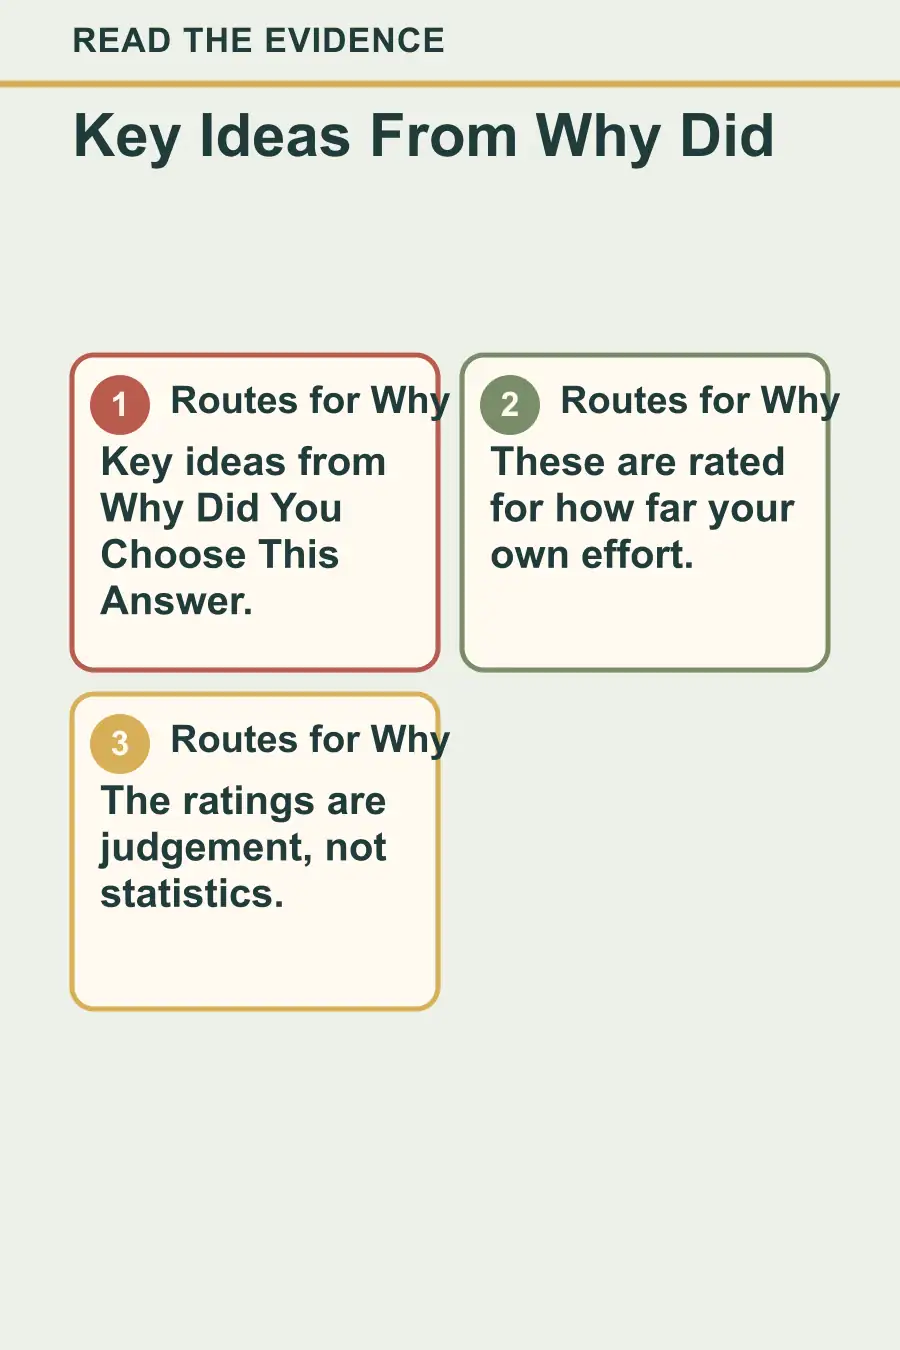 READ THE EVIDENCE
Key Ideas From Why Did
1
Routes for Why
Key ideas from
Why Did You
Choose This
Answer.
2
Routes for Why
These are rated
for how far your
own effort.
3
Routes for Why
The ratings are
judgement, not
statistics.